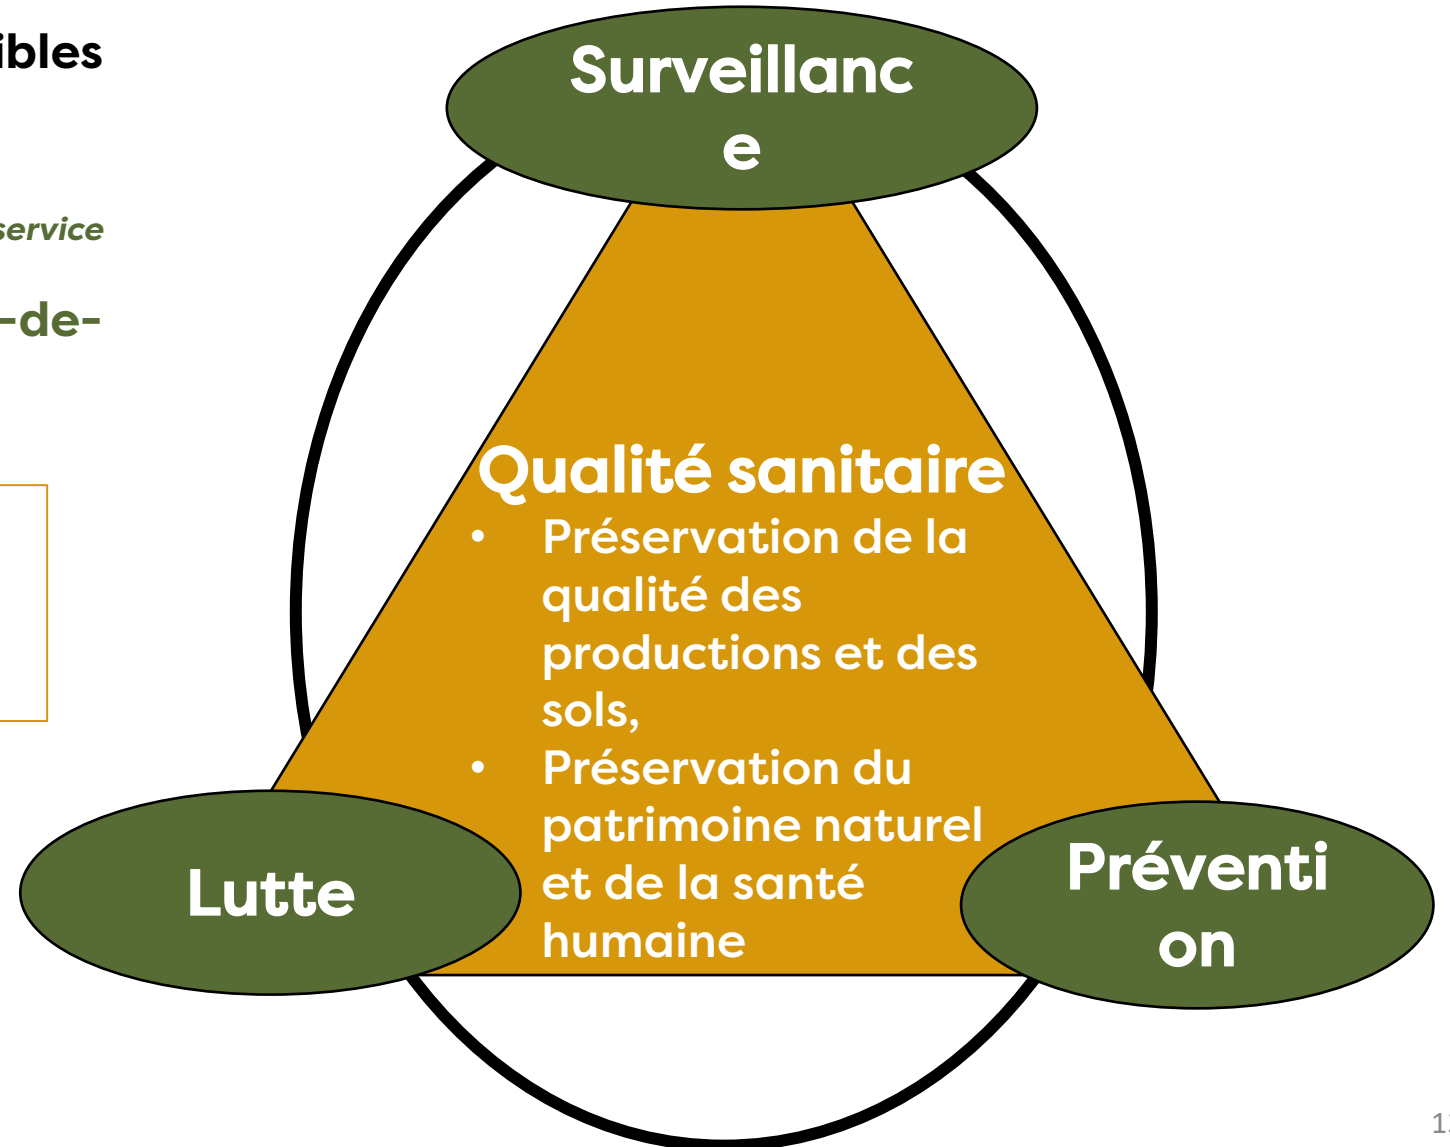 ibles
service
-de-
Surveillanc
e
Qualité sanitaire
• Préservation de la
qualité des
productions et des
sols,
• Préservation du
patrimoine naturel
et de la santé
humaine
Lutte
Préventi
on